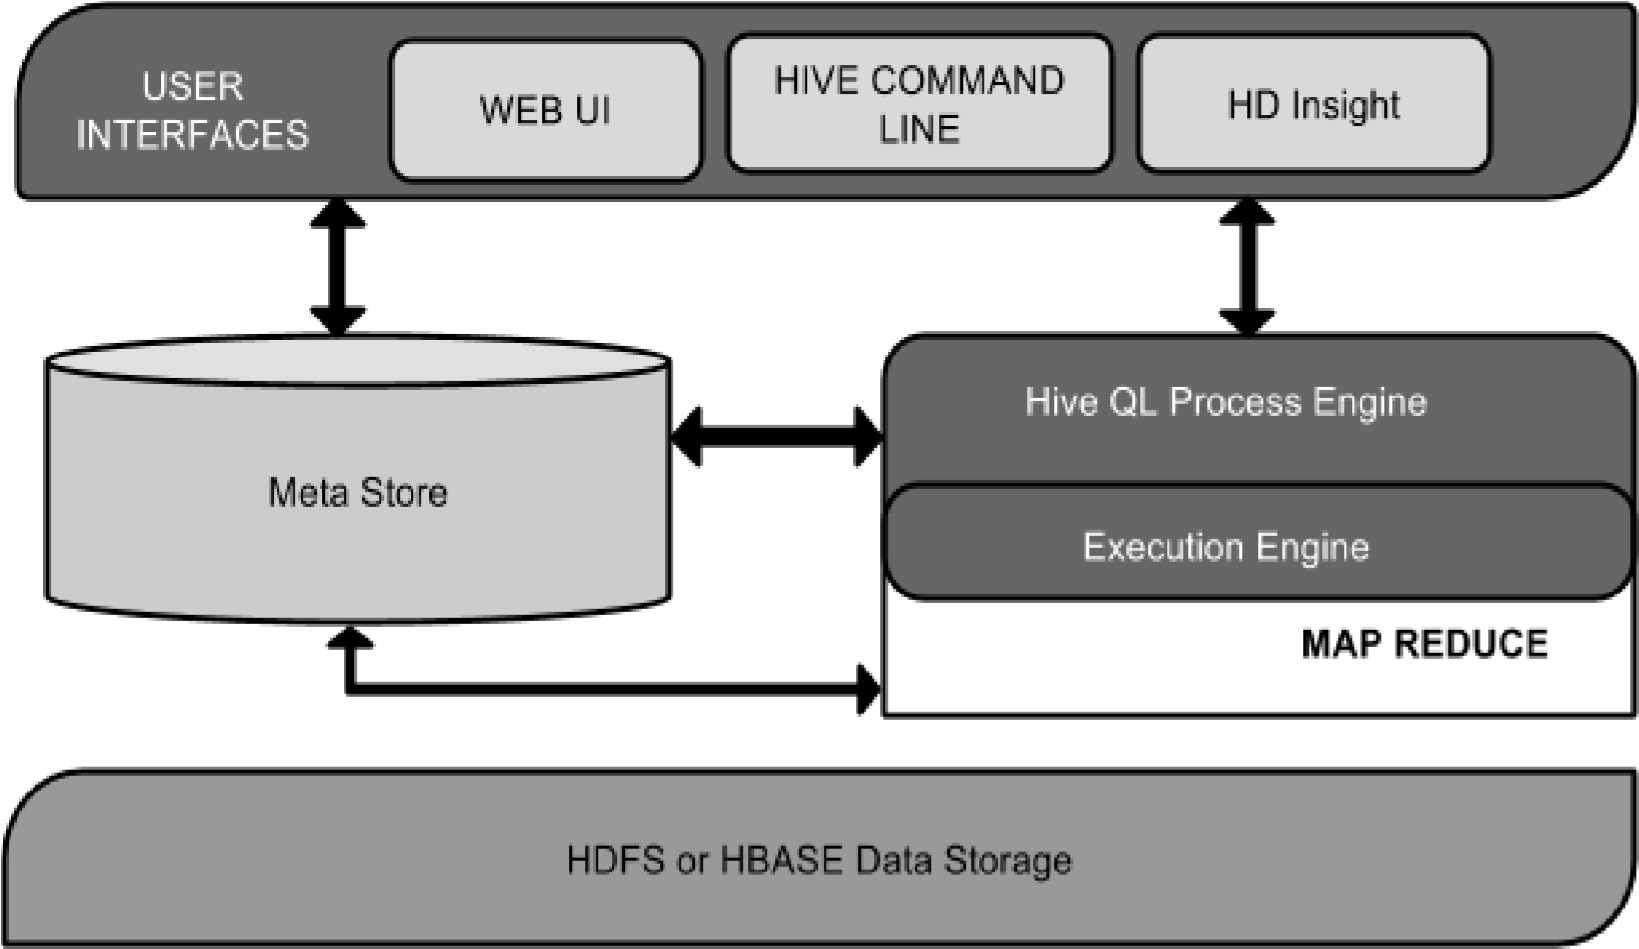 USER
INTERFACES
WEB UI
HIVE COMMAND
LINE
HD Insight
Meta Store
Hive QL Process Engine
Execution Engine
MAP REDUCE
HDFS or HBASE Data Storage